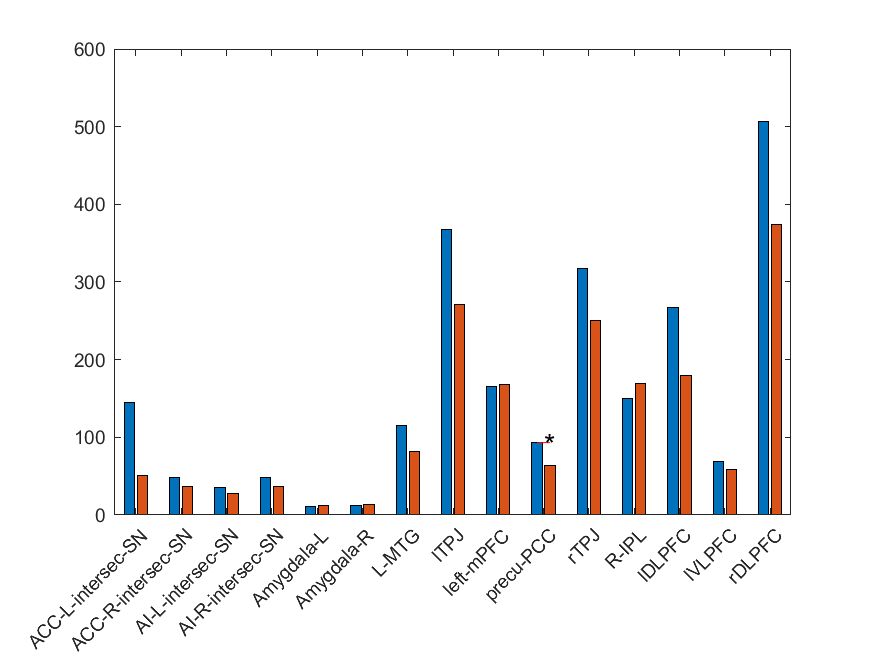 600
500
400
300
200
100
0
*
ACC-L-intersec-SN
ACC-R-intersec-SN
AI-L-intersec-SN
AI-R-intersec-SN
Amygdala-L
Amygdala-R
L-MTG
lTPJ
left-mPFC
precu-PCC
rTPJ
R-IPL
lDLPFC
lVLPFC
rDLPFC